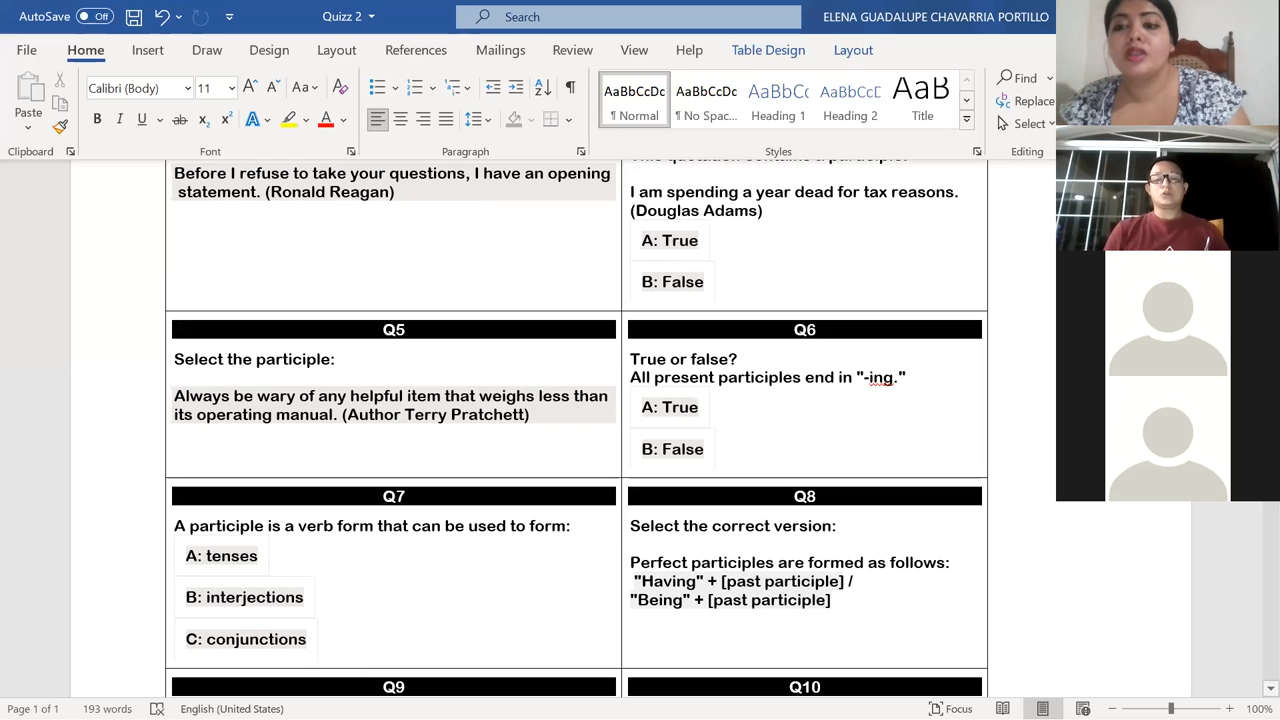 AutoSave Off Quizz 2 Search ELENA GUADALUPE CHAVARRIA PORTILLO
File Home Insert Draw Design Layout References Mailings Review View Help Table Design Layout
Paste Calibri (Body) 11 Aa AaBbCcDc AaBbCcDc AaBbCc AaBbCcD AaB Find
Replace
¶ Normal ¶ No Spac... Heading 1 Heading 2 Title Select
Clipboard Font Paragraph Styles Editing
Before I refuse to take your questions, I have an opening
statement. (Ronald Reagan)
This quotation contains a participle.
I am spending a year dead for tax reasons.
(Douglas Adams)
A: True
B: False
Q5
Select the participle:
Always be wary of any helpful item that weighs less than
its operating manual. (Author Terry Pratchett)
Q6
True or false?
All present participles end in "-ing."
A: True
B: False
Q7
A participle is a verb form that can be used to form:
A: tenses
B: interjections
C: conjunctions
Q8
Select the correct version:
Perfect participles are formed as follows:
"Having" + [past participle] /
"Being" + [past participle]
Q9
Q10
Page 1 of 1 193 words English (United States) Focus 100%